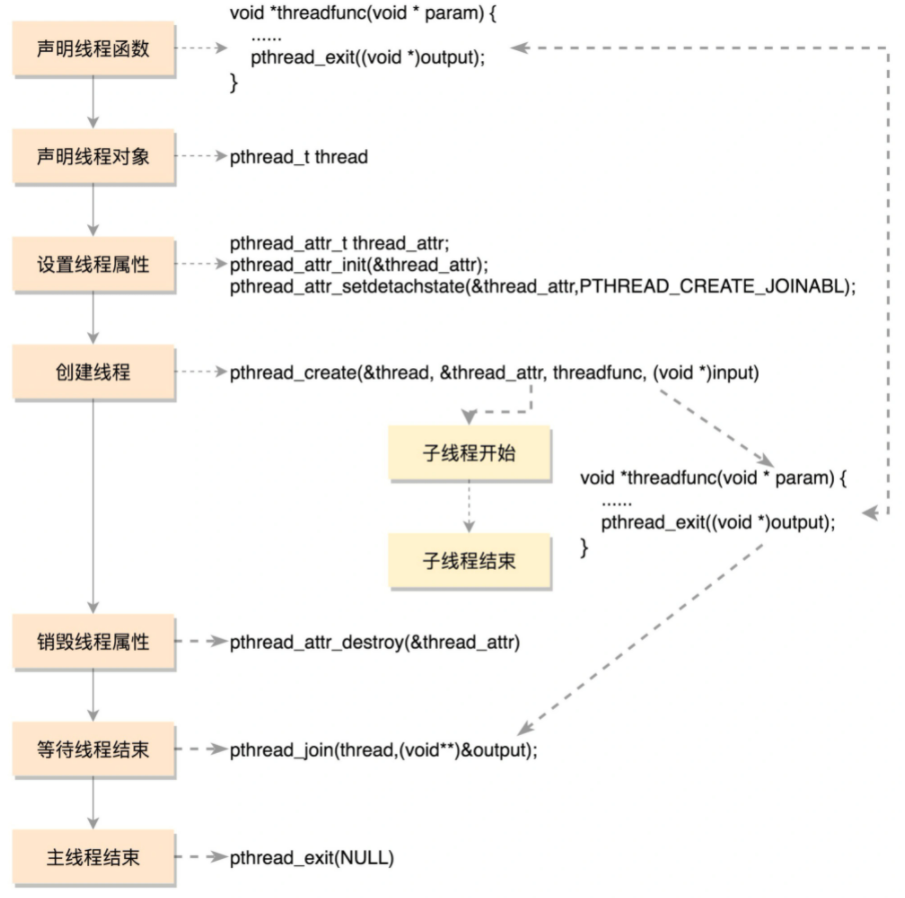 声明线程函数
void *threadfunc(void * param) {
......
pthread_exit((void *)output);
}
声明线程对象
pthread_t thread
设置线程属性
pthread_attr_t thread_attr;
pthread_attr_init(&thread_attr);
pthread_attr_setdetachstate(&thread_attr,PTHREAD_CREATE_JOINABL);
创建线程
pthread_create(&thread, &thread_attr, threadfunc, (void *)input)
子线程开始
void *threadfunc(void * param) {
......
pthread_exit((void *)output);
}
子线程结束
销毁线程属性
pthread_attr_destroy(&thread_attr)
等待线程结束
pthread_join(thread,(void**)&output);
主线程结束
pthread_exit(NULL)